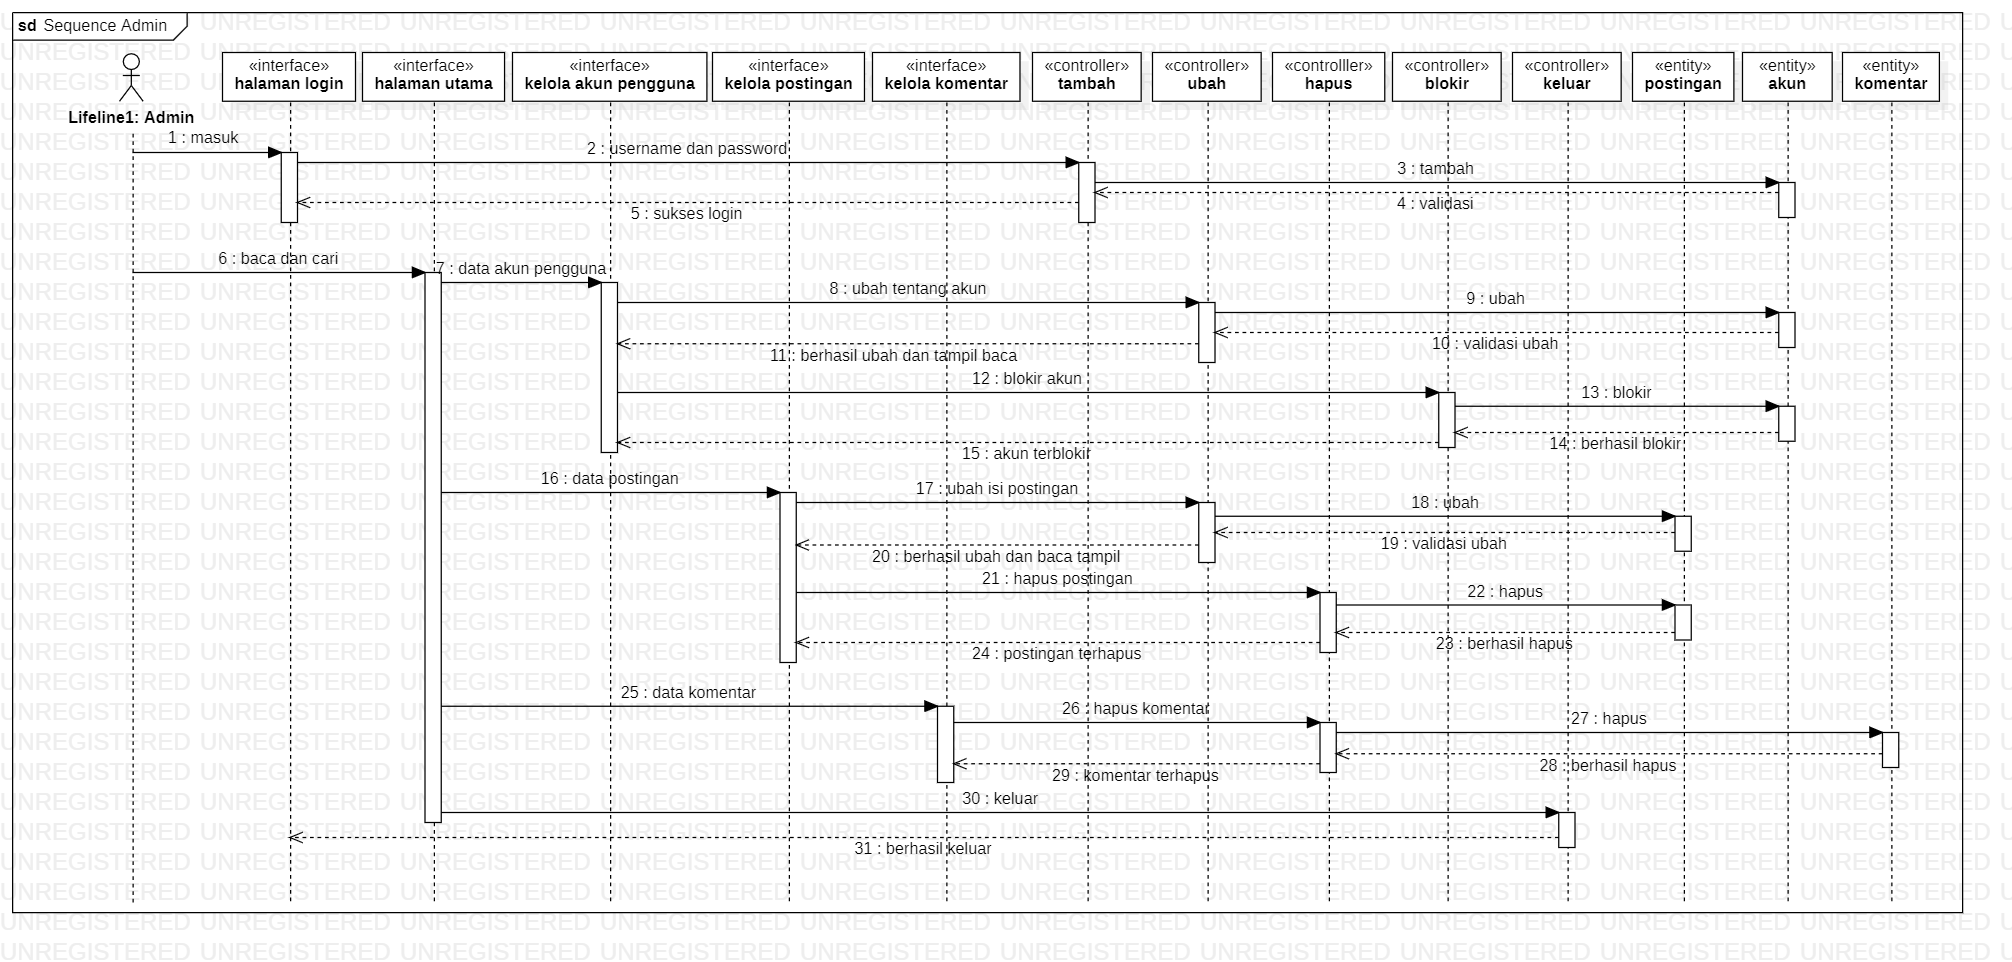 sd Sequence Admin
«interface»
halaman login
«interface»
halaman utama
«interface»
kelola akun pengguna
«interface»
kelola postingan
«interface»
kelola komentar
«controller»
tambah
«controller»
ubah
«controlller»
hapus
«controller»
blokir
«controller»
keluar
«entity»
postingan
«entity»
akun
«entity»
komentar
Lifeline1: Admin
1 : masuk
2 : username dan password
3 : tambah
4 : validasi
5 : sukses login
6 : baca dan cari
7 : data akun pengguna
8 : ubah tentang akun
9 : ubah
10 : validasi ubah
11 : berhasil ubah dan tampil baca
12 : blokir akun
13 : blokir
14 : berhasil blokir
15 : akun terblokir
16 : data postingan
17 : ubah isi postingan
18 : ubah
19 : validasi ubah
20 : berhasil ubah dan baca tampil
21 : hapus postingan
22 : hapus
23 : berhasil hapus
24 : postingan terhapus
25 : data komentar
26 : hapus komentar
27 : hapus
28 : berhasil hapus
29 : komentar terhapus
30 : keluar
31 : berhasil keluar
UNREGISTERED